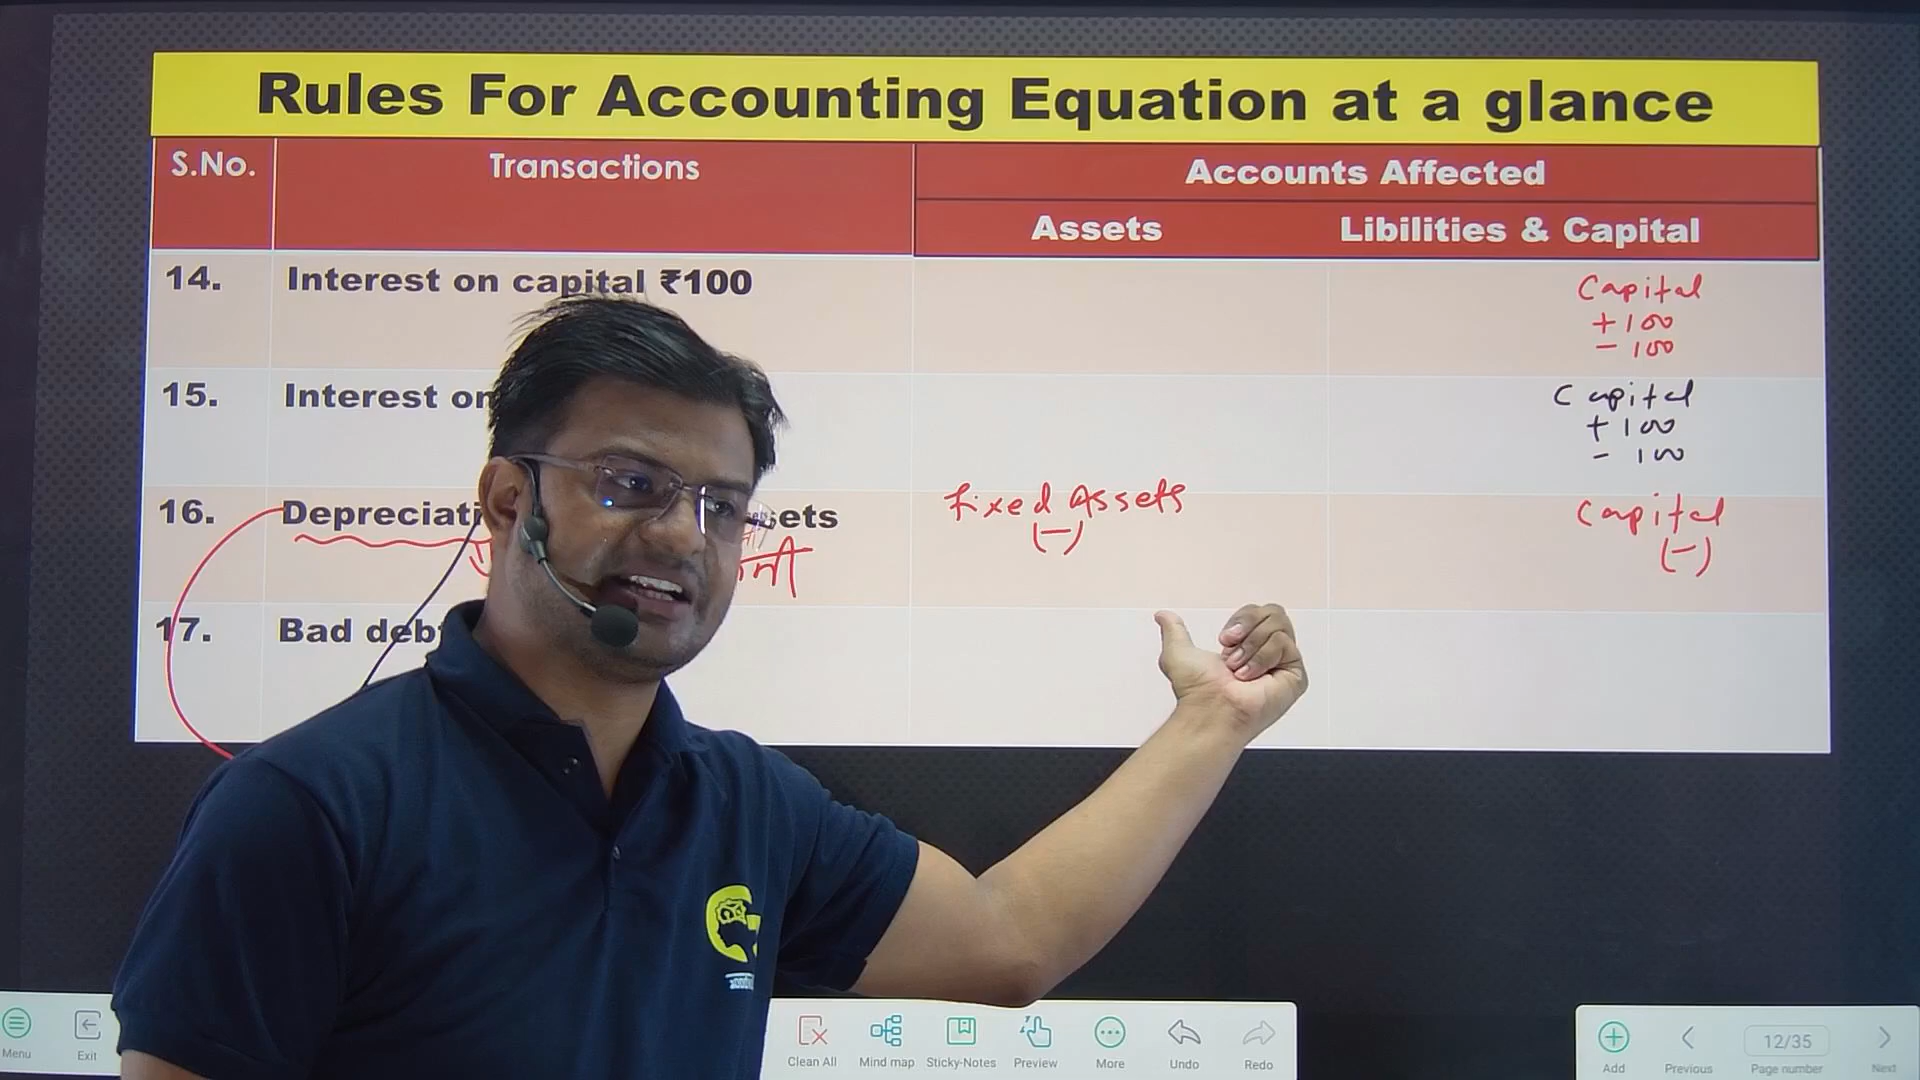 Rules For Accounting Equation at a glance
S.No. Transactions Accounts Affected
Assets Libilities & Capital
14. Interest on capital ₹100 Capital
+100
- 100
15. Interest on Capital
+100
- 100
16. Depreciati sets Fixed Assets Capital
(-) (-)
17. Bad deb
Menu Exit Clean All Mind map Sticky-Notes Preview More Undo Redo Add Previous 12/35 Page number Next